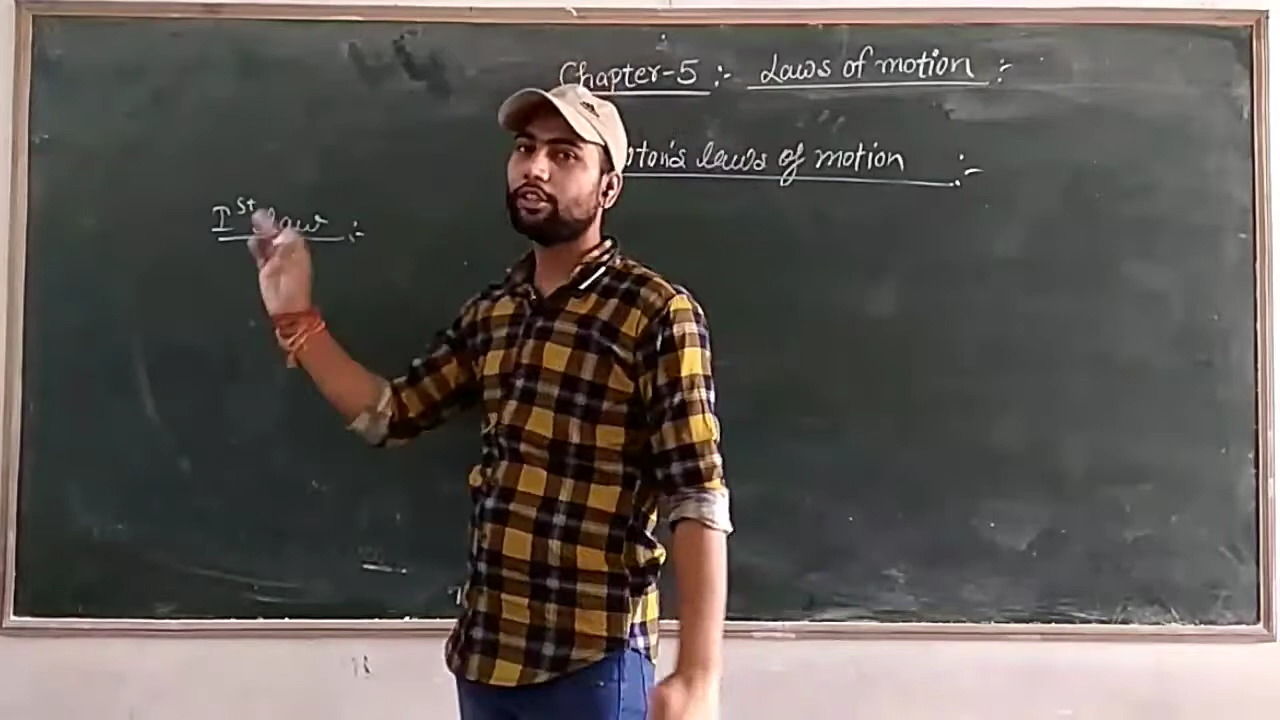 Chapter-5 :- Laws of motion :-
laws of motion :-
Ist law :-